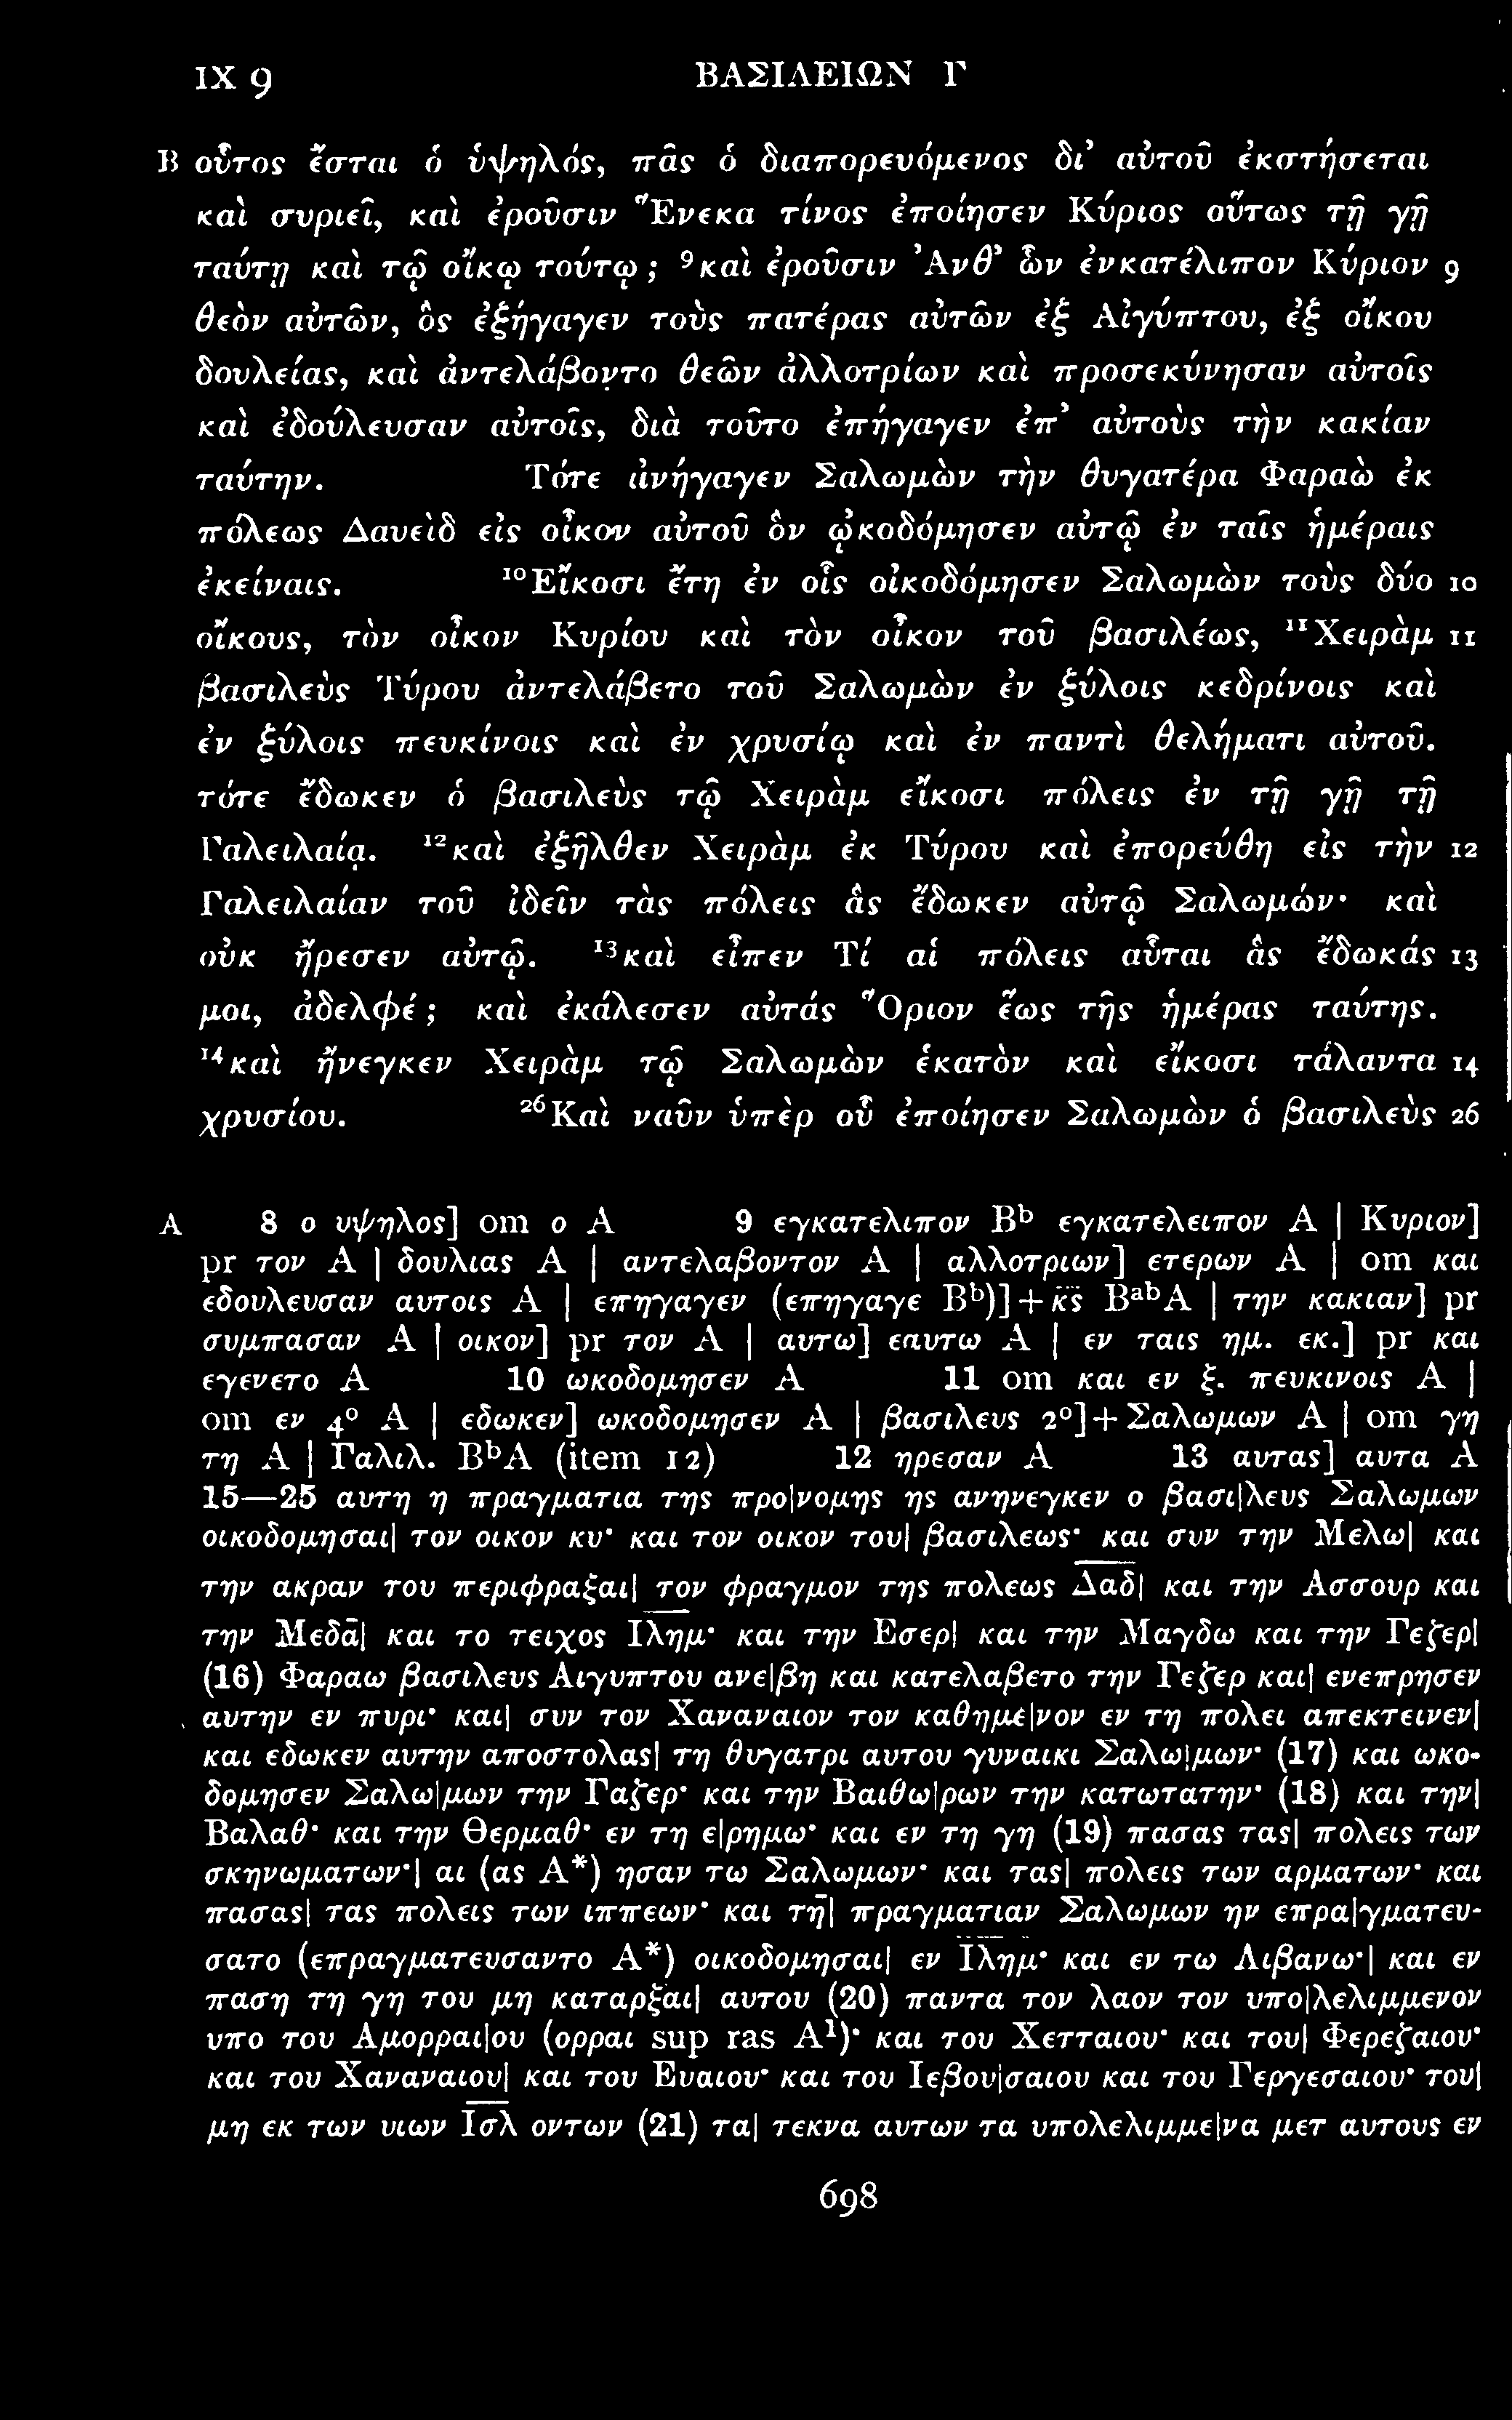 IX 9 ΒΑΣΙΛΕΙΩΝ Γ
B οὗτος ἔσται ὁ ὑψηλός, πᾶς ὁ διαπορευόμενος δι’ αὐτοῦ ἐκστήσεται
καὶ συριεῖ, καὶ ἐροῦσιν Ἕνεκα τίνος ἐποίησεν Κύριος οὕτως τῇ γῇ
ταύτῃ καὶ τῷ οἴκῳ τούτῳ; ⁹καὶ ἐροῦσιν Ἀνθ’ ὧν ἐνκατέλιπον Κύριον 9
θεὸν αὐτῶν, ὃς ἐξήγαγεν τοὺς πατέρας αὐτῶν ἐξ Αἰγύπτου, ἐξ οἴκου
δουλείας, καὶ ἀντελάβοντο θεῶν ἀλλοτρίων καὶ προσεκύνησαν αὐτοῖς
καὶ ἐδούλευσαν αὐτοῖς, διὰ τοῦτο ἐπήγαγεν ἐπ’ αὐτοὺς τὴν κακίαν
ταύτην. Τότε ἀνήγαγεν Σαλωμὼν τὴν θυγατέρα Φαραὼ ἐκ
πόλεως Δαυεὶδ εἰς οἶκον αὐτοῦ ὃν ᾠκοδόμησεν αὐτῷ ἐν ταῖς ἡμέραις
ἐκείναις. ¹⁰Εἴκοσι ἔτη ἐν οἷς οἰκοδόμησεν Σαλωμὼν τοὺς δύο 10
οἴκους, τὸν οἶκον Κυρίου καὶ τὸν οἶκον τοῦ βασιλέως, ¹¹Χειρὰμ 11
βασιλεὺς Τύρου ἀντελάβετο τοῦ Σαλωμὼν ἐν ξύλοις κεδρίνοις καὶ
ἐν ξύλοις πευκίνοις καὶ ἐν χρυσίῳ καὶ ἐν παντὶ θελήματι αὐτοῦ.
τότε ἔδωκεν ὁ βασιλεὺς τῷ Χειρὰμ εἴκοσι πόλεις ἐν τῇ γῇ τῇ
Γαλειλαίᾳ. ¹²καὶ ἐξῆλθεν Χειρὰμ ἐκ Τύρου καὶ ἐπορεύθη εἰς τὴν 12
Γαλειλαίαν τοῦ ἰδεῖν τὰς πόλεις ἃς ἔδωκεν αὐτῷ Σαλωμών· καὶ
οὐκ ἤρεσεν αὐτῷ. ¹³καὶ εἶπεν Τί αἱ πόλεις αὗται ἃς ἔδωκάς 13
μοι, ἀδελφέ; καὶ ἐκάλεσεν αὐτάς Ὅριον ἕως τῆς ἡμέρας ταύτης.
¹⁴καὶ ἤνεγκεν Χειρὰμ τῷ Σαλωμὼν ἑκατὸν καὶ εἴκοσι τάλαντα 14
χρυσίου. ²⁶Καὶ ναῦν ὑπὲρ οὗ ἐποίησεν Σαλωμὼν ὁ βασιλεὺς 26
A 8 ο υψηλος] om ο A 9 εγκατελιπον Bᵇ εγκατελειπον A | Κυριον]
pr τον A | δουλιας A | αντελαβοντον A | αλλοτριων] ετερων A | om και
εδουλευσαν αυτοις A | επηγαγεν (επηγαγε Bᵇ)]+κ̅ς̅ BᵃᵇA | την κακιαν] pr
συμπασαν A | οικον] pr τον A | αυτω] εαυτω A | εν ταις ημ. εκ.] pr και
εγενετο A 10 ωκοδομησεν A 11 om και εν ξ. πευκινοις A |
om εν 4° A | εδωκεν] ωκοδομησεν A | βασιλευς 2°]+Σαλωμων A | om γη
τη A | Γαλιλ. BᵇA (item 12) 12 ηρεσαν A 13 αυτας] αυτα A
15—25 αυτη η πραγματια της προ|νομης ης ανηνεγκεν ο βασι|λευς Σαλωμων
οικοδομησαι| τον οικον κυ· και τον οικον του| βασιλεως· και συν την Μελω| και
την ακραν του περιφραξαι| τον φραγμον της πολεως Δ̅α̅δ̅| και την Ασσουρ και
την Μεδα̅| και το τειχος Ι̅λ̅η̅μ̅· και την Εσερ| και την Μαγδω και την Γεζερ|
(16) Φαραω βασιλευς Αιγυπτου ανε|βη και κατελαβετο την Γεζερ και| ενεπρησεν
αυτην εν πυρι· και| συν τον Χαναναιον τον καθημε|νον εν τη πολει απεκτεινεν|
και εδωκεν αυτην αποστολας| τη θυγατρι αυτου γυναικι Σαλω|μων· (17) και ωκο-
δομησεν Σαλω|μων την Γαζερ· και την Βαιθω|ρων την κατωτατην· (18) και την|
Βαλαθ· και την Θερμαθ· εν τη ε|ρημω· και εν τη γη (19) πασας τας| πολεις των
σκηνωματων·| αι (ας A*) ησαν τω Σαλωμων· και τας| πολεις των αρματων· και
πασας| τας πολεις των ιππεων· και τη̅| πραγματιαν Σαλωμων ην επρα|γματευ-
σατο (επραγματευσαντο A*) οικοδομησαι| εν Ι̅λ̅η̅μ̅· και εν τω Λιβανω·| και εν
παση τη γη του μη καταρξαι| αυτου (20) παντα τον λαον τον υπο|λελιμμενον
υπο του Αμορραι|ου (ορραι sup ras A¹)· και του Χετταιου· και του| Φερεζαιου·
και του Χαναναιου| και του Ευαιου· και του Ιεβου|σαιου και του Γεργεσαιου· του|
μη εκ των υιων Ι̅σ̅λ̅ οντων (21) τα| τεκνα αυτων τα υπολελιμμε|να μετ αυτους εν
698